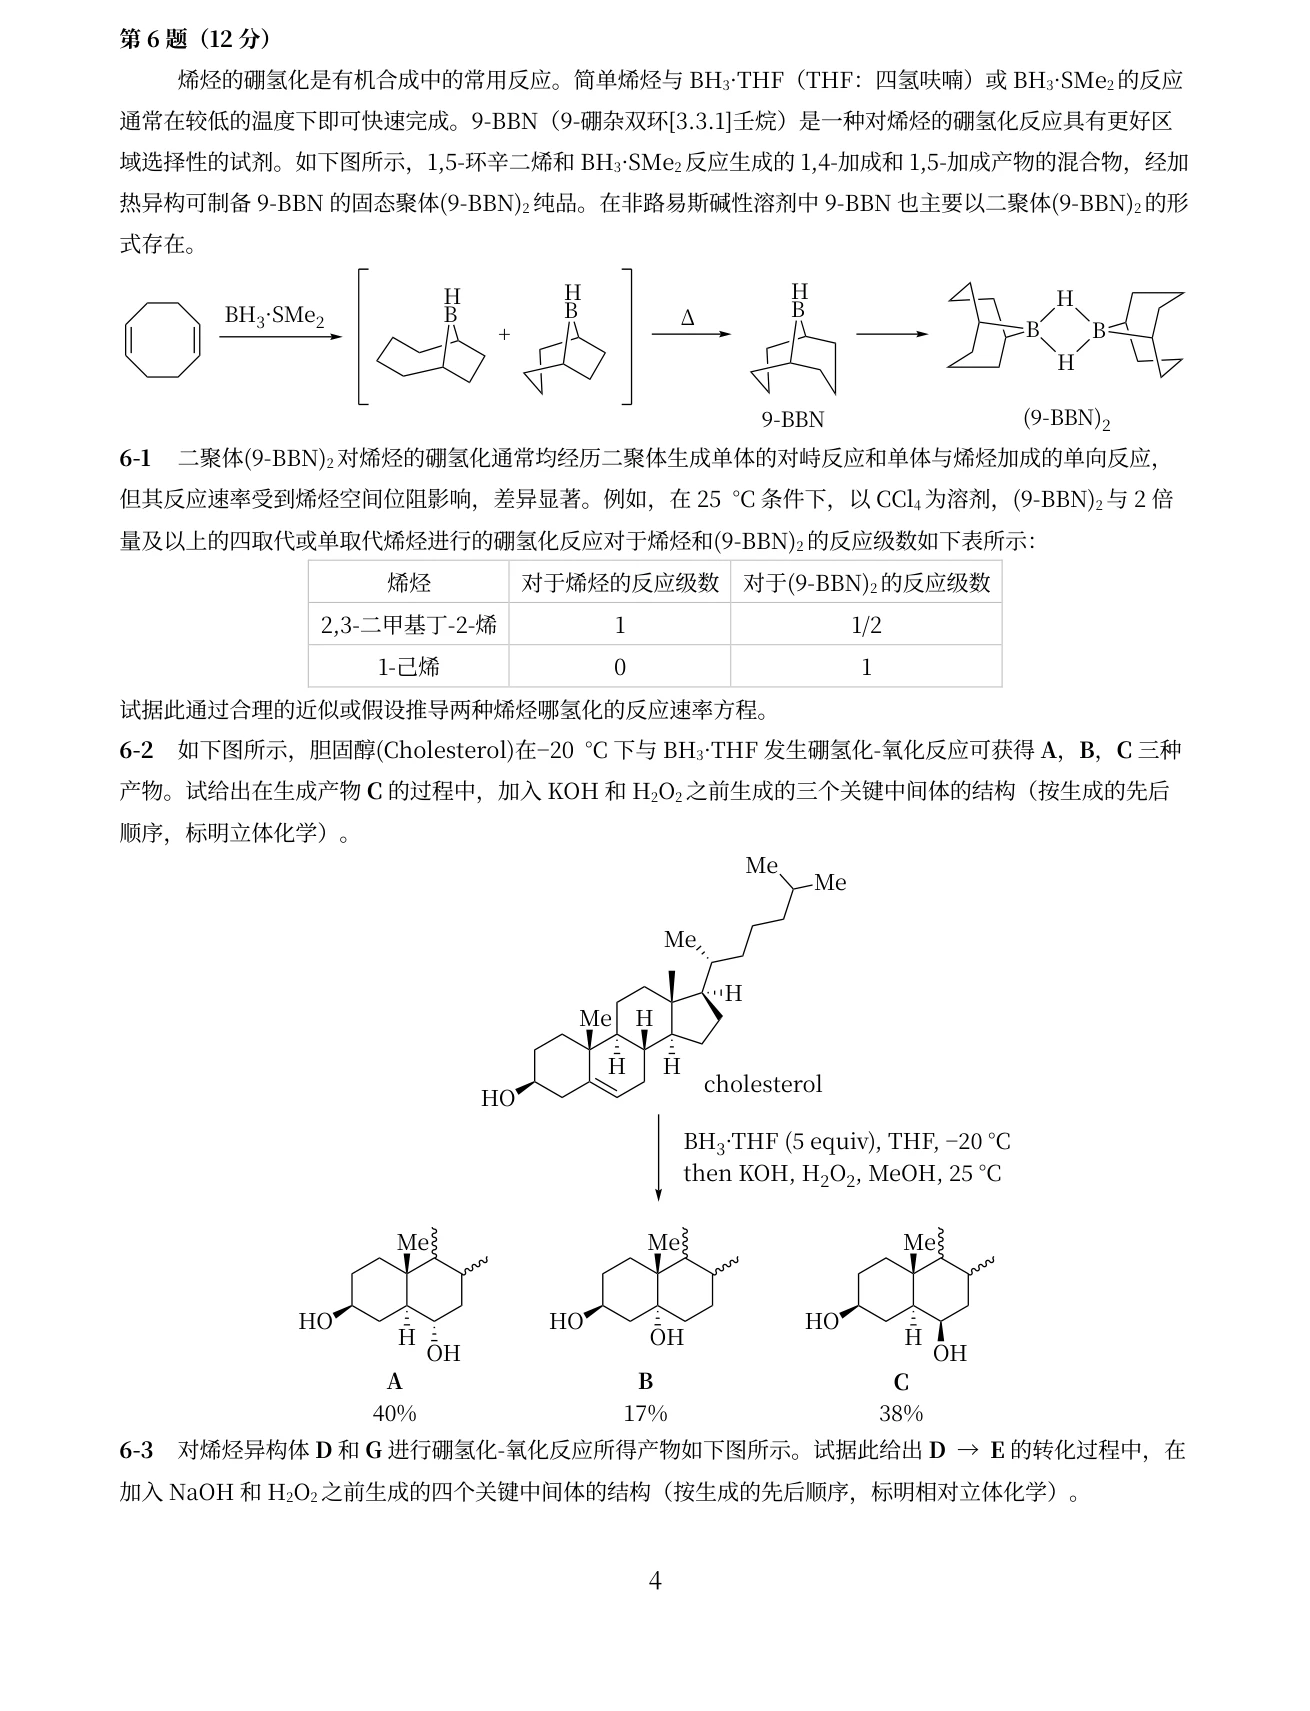 第 6 题（12 分）
烯烃的硼氢化是有机合成中的常用反应。简单烯烃与 BH₃·THF（THF：四氢呋喃）或 BH₃·SMe₂的反应
通常在较低的温度下即可快速完成。9-BBN（9-硼杂双环[3.3.1]壬烷）是一种对烯烃的硼氢化反应具有更好区
域选择性的试剂。如下图所示，1,5-环辛二烯和 BH₃·SMe₂反应生成的 1,4-加成和 1,5-加成产物的混合物，经加
热异构可制备 9-BBN 的固态聚体(9-BBN)₂纯品。在非路易斯碱性溶剂中 9-BBN 也主要以二聚体(9-BBN)₂的形
式存在。
BH₃·SMe₂
H
B
+
H
B
Δ
H
B
9-BBN
H
B
B
H
(9-BBN)₂
6-1 二聚体(9-BBN)₂对烯烃的硼氢化通常均经历二聚体生成单体的对峙反应和单体与烯烃加成的单向反应，
但其反应速率受到烯烃空间位阻影响，差异显著。例如，在 25 °C 条件下，以 CCl₄为溶剂，(9-BBN)₂与 2 倍
量及以上的四取代或单取代烯烃进行的硼氢化反应对于烯烃和(9-BBN)₂的反应级数如下表所示：
烯烃 对于烯烃的反应级数 对于(9-BBN)₂的反应级数
2,3-二甲基丁-2-烯 1 1/2
1-己烯 0 1
试据此通过合理的近似或假设推导两种烯烃哪氢化的反应速率方程。
6-2 如下图所示，胆固醇(Cholesterol)在−20 °C 下与 BH₃·THF 发生硼氢化-氧化反应可获得 A，B，C 三种
产物。试给出在生成产物 C 的过程中，加入 KOH 和 H₂O₂之前生成的三个关键中间体的结构（按生成的先后
顺序，标明立体化学）。
Me
Me
Me
H
Me H
H H
HO
cholesterol
BH₃·THF (5 equiv), THF, −20 °C
then KOH, H₂O₂, MeOH, 25 °C
Me Me Me
HO HO HO
H OH H
OH OH
A B C
40% 17% 38%
6-3 对烯烃异构体 D 和 G 进行硼氢化-氧化反应所得产物如下图所示。试据此给出 D → E 的转化过程中，在
加入 NaOH 和 H₂O₂之前生成的四个关键中间体的结构（按生成的先后顺序，标明相对立体化学）。
4